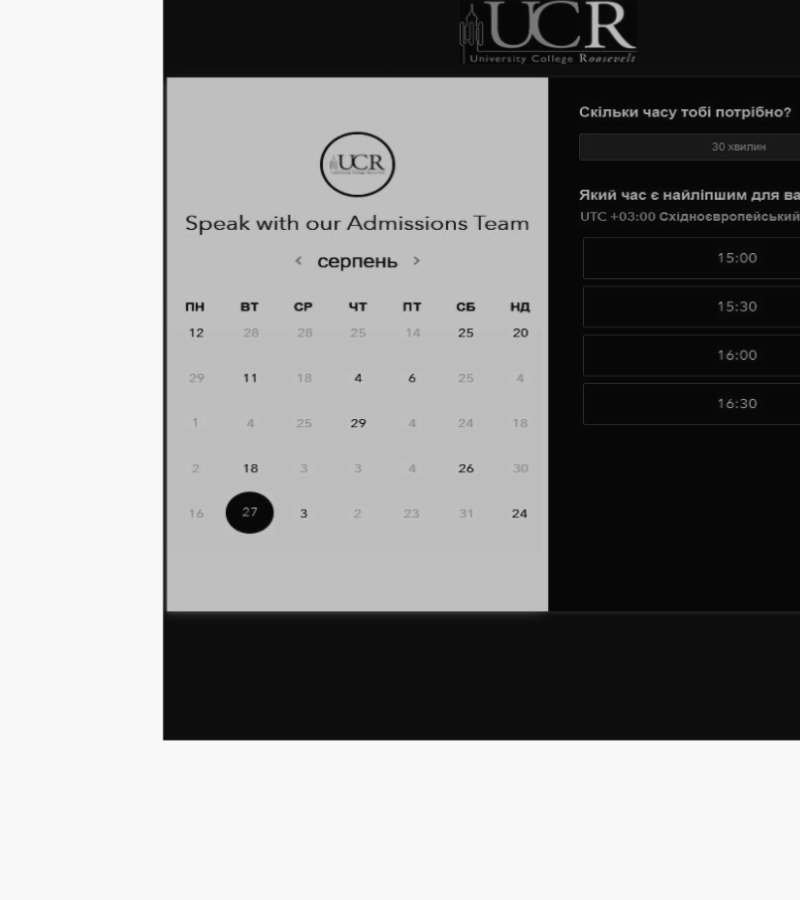 UCR
University College Roosevelt
UCR
Speak with our Admissions Team
< серпень >
ПН ВТ СР ЧТ ПТ СБ НД
12 28 28 25 14 25 20
29 11 18 4 6 25 4
1 4 25 29 4 24 18
2 18 3 3 4 26 30
16 27 3 2 23 31 24
Скільки часу тобі потрібно?
30 хвилин
Який час є найліпшим для ва
UTC +03:00 Східноєвропейський
15:00
15:30
16:00
16:30